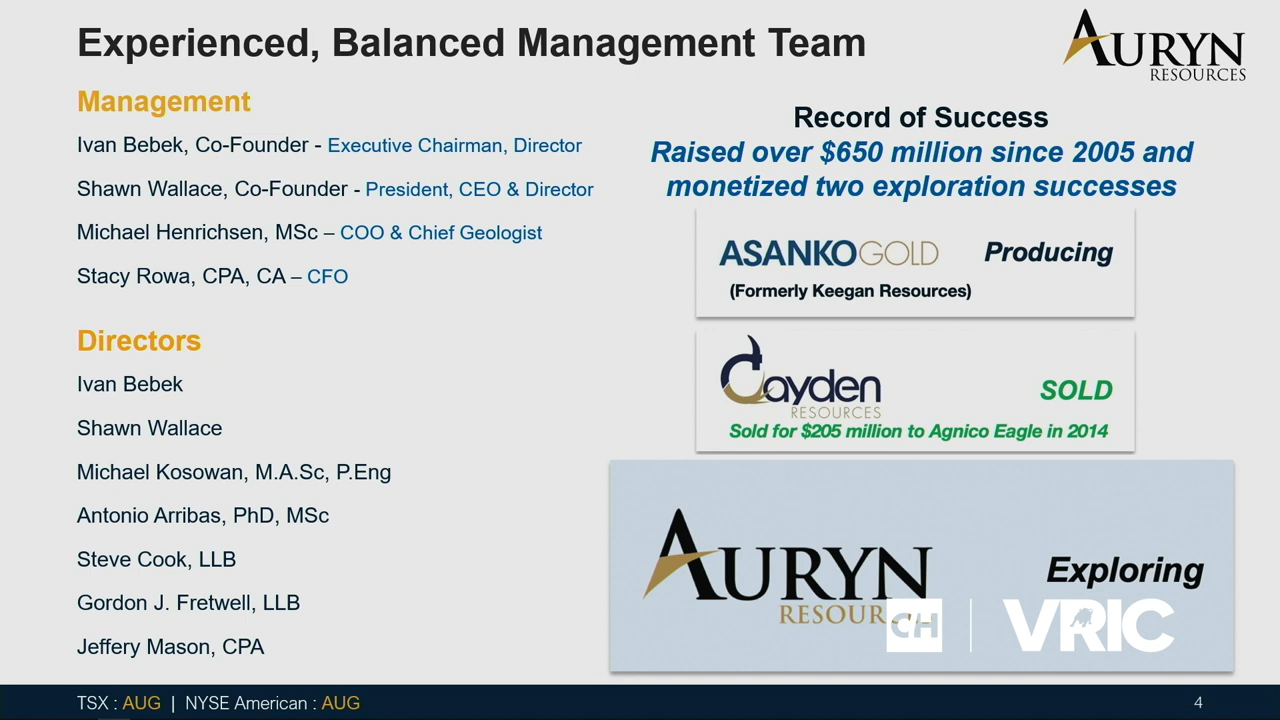 Experienced, Balanced Management Team
AURYN
RESOURCES
Management
Ivan Bebek, Co-Founder - Executive Chairman, Director
Shawn Wallace, Co-Founder - President, CEO & Director
Michael Henrichsen, MSc – COO & Chief Geologist
Stacy Rowa, CPA, CA – CFO
Directors
Ivan Bebek
Shawn Wallace
Michael Kosowan, M.A.Sc, P.Eng
Antonio Arribas, PhD, MSc
Steve Cook, LLB
Gordon J. Fretwell, LLB
Jeffery Mason, CPA
Record of Success
Raised over $650 million since 2005 and
monetized two exploration successes
ASANKOGOLD Producing
(Formerly Keegan Resources)
Cayden SOLD
RESOURCES
Sold for $205 million to Agnico Eagle in 2014
AURYN Exploring
RESOURCES
CH | VRIC
TSX : AUG | NYSE American : AUG
4